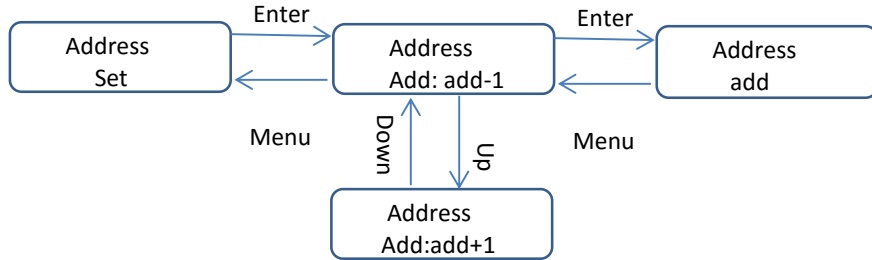 Enter
Enter
Address
Set
Address
Add: add-1
Address
add
Menu
Down
Up
Menu
Address
Add:add+1